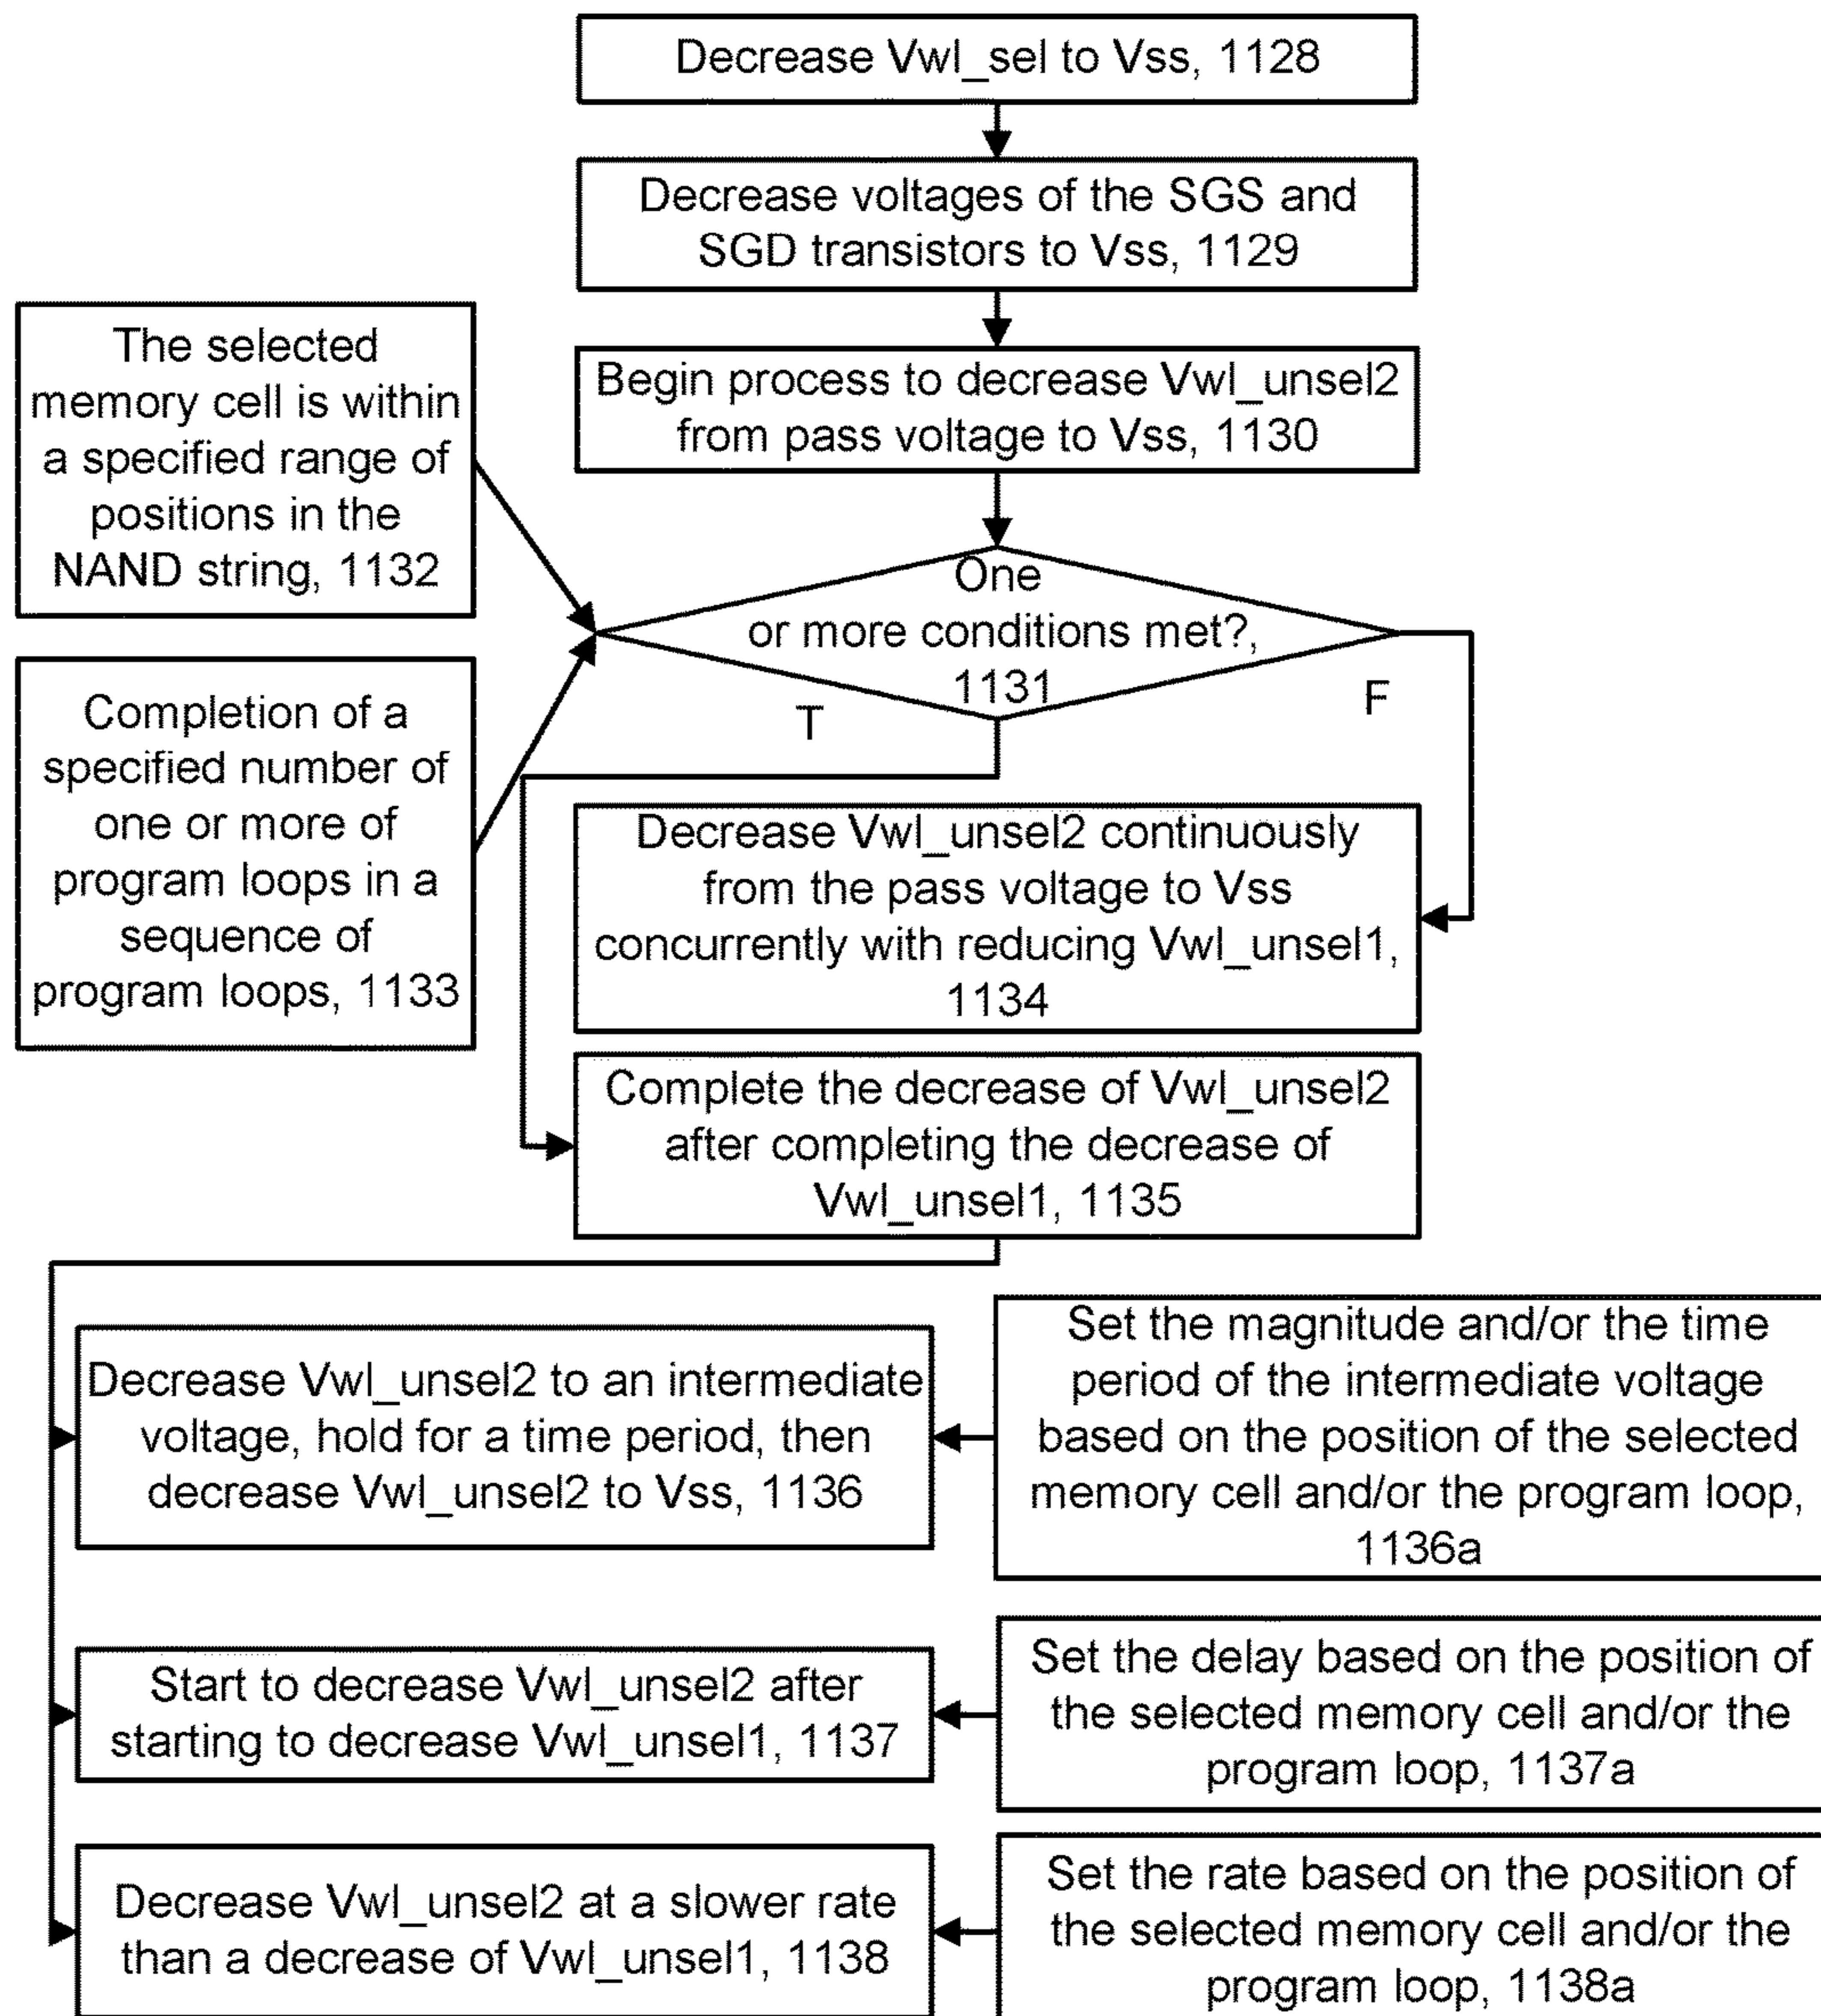 Decrease Vwl_sel to Vss, 1128
Decrease voltages of the SGS and
SGD transistors to Vss, 1129
Begin process to decrease Vwl_unsel2
from pass voltage to Vss, 1130
The selected
memory cell is within
a specified range of
positions in the
NAND string, 1132
One
or more conditions met?,
1131
T
F
Completion of a
specified number of
one or more of
program loops in a
sequence of
program loops, 1133
Decrease Vwl_unsel2 continuously
from the pass voltage to Vss
concurrently with reducing Vwl_unsel1,
1134
Complete the decrease of Vwl_unsel2
after completing the decrease of
Vwl_unsel1, 1135
Decrease Vwl_unsel2 to an intermediate
voltage, hold for a time period, then
decrease Vwl_unsel2 to Vss, 1136
Set the magnitude and/or the time
period of the intermediate voltage
based on the position of the selected
memory cell and/or the program loop,
1136a
Start to decrease Vwl_unsel2 after
starting to decrease Vwl_unsel1, 1137
Set the delay based on the position of
the selected memory cell and/or the
program loop, 1137a
Decrease Vwl_unsel2 at a slower rate
than a decrease of Vwl_unsel1, 1138
Set the rate based on the position of
the selected memory cell and/or the
program loop, 1138a